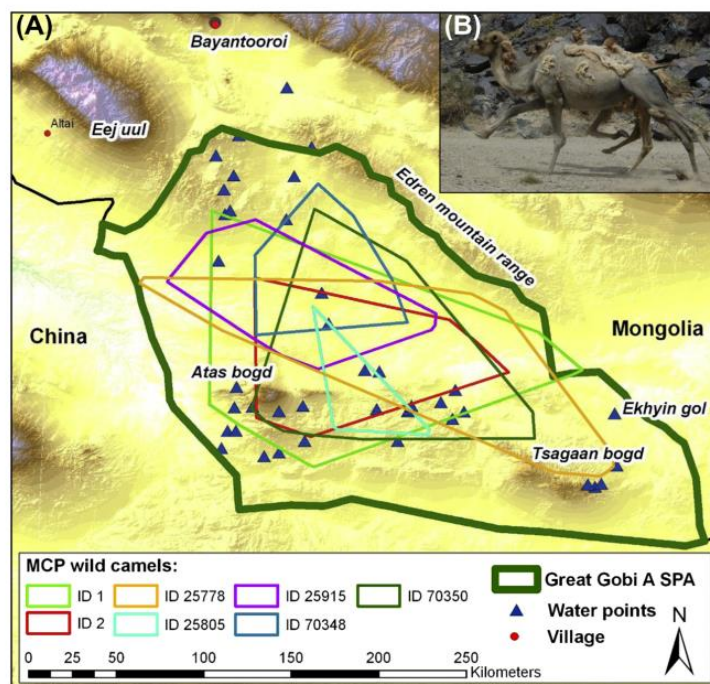 (A)
(B)
Bayantooroi
Altai
Eej uul
Edren mountain range
China
Mongolia
Atas bogd
Ekhyin gol
Tsagaan bogd
MCP wild camels:
ID 1 ID 25778 ID 25915 ID 70350
ID 2 ID 25805 ID 70348
Great Gobi A SPA
Water points
Village
N
0 25 50 100 150 200 250
Kilometers